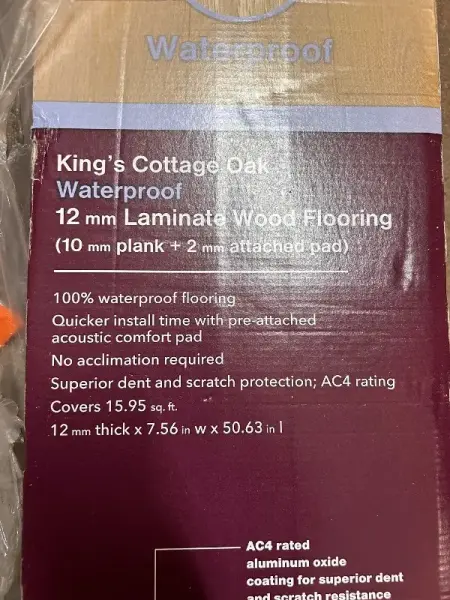 Waterproof
King's Cottage Oak
Waterproof
12 mm Laminate Wood Flooring
(10 mm plank + 2 mm attached pad)
100% waterproof flooring
Quicker install time with pre-attached
acoustic comfort pad
No acclimation required
Superior dent and scratch protection; AC4 rating
Covers 15.95 sq. ft.
12 mm thick x 7.56 in w x 50.63 in l
AC4 rated
aluminum oxide
coating for superior dent
and scratch resistance